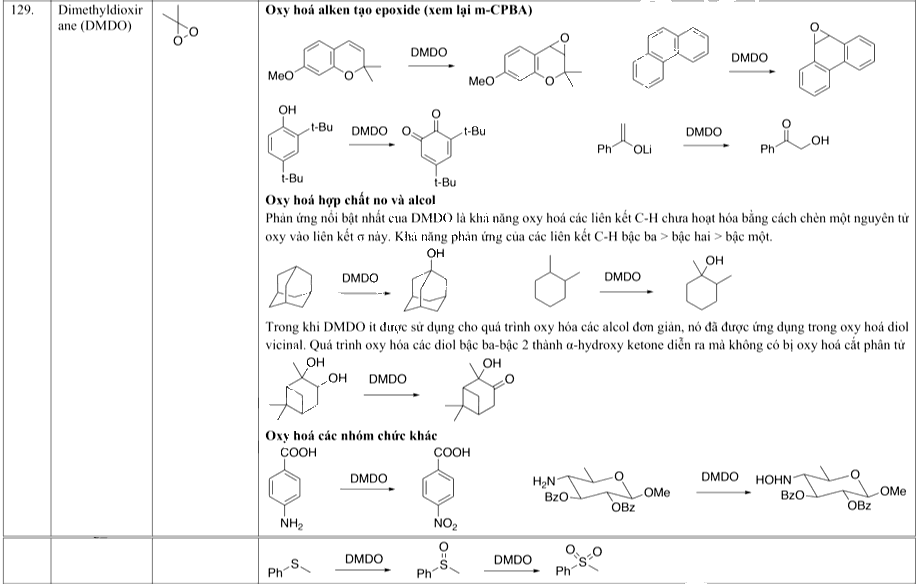 129.
Dimethyldioxir
ane (DMDO)
O
O
Oxy hoá alken tạo epoxide (xem lại m-CPBA)
MeO
O
DMDO
MeO
O
O
DMDO
O
OH
t-Bu
t-Bu
DMDO
O
O
t-Bu
t-Bu
Ph
OLi
DMDO
Ph
O
OH
Oxy hoá hợp chất no và alcol
Phản ứng nổi bật nhất của DMDO là khả năng oxy hoá các liên kết C-H chưa hoạt hóa bằng cách chèn một nguyên tử
oxy vào liên kết σ này. Khả năng phản ứng của các liên kết C-H bậc ba > bậc hai > bậc một.
DMDO
OH
DMDO
OH
Trong khi DMDO ít được sử dụng cho quá trình oxy hóa các alcol đơn giản, nó đã được ứng dụng trong oxy hoá diol
vicinal. Quá trình oxy hóa các diol bậc ba-bậc 2 thành α-hydroxy ketone diễn ra mà không có bị oxy hoá cắt phân tử
OH
OH
DMDO
OH
O
Oxy hoá các nhóm chức khác
COOH
NH2
DMDO
COOH
NO2
H2N
BzO
O
OMe
OBz
DMDO
HOHN
BzO
O
OMe
OBz
Ph
S
DMDO
O
Ph
S
DMDO
O
O
Ph
S